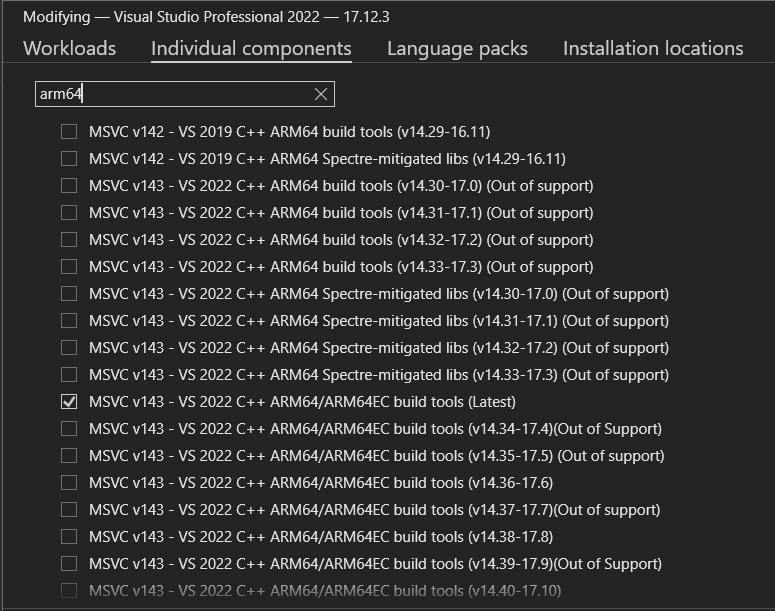 Modifying — Visual Studio Professional 2022 — 17.12.3
Workloads Individual components Language packs Installation locations
arm64
MSVC v142 - VS 2019 C++ ARM64 build tools (v14.29-16.11)
MSVC v142 - VS 2019 C++ ARM64 Spectre-mitigated libs (v14.29-16.11)
MSVC v143 - VS 2022 C++ ARM64 build tools (v14.30-17.0) (Out of support)
MSVC v143 - VS 2022 C++ ARM64 build tools (v14.31-17.1) (Out of support)
MSVC v143 - VS 2022 C++ ARM64 build tools (v14.32-17.2) (Out of support)
MSVC v143 - VS 2022 C++ ARM64 build tools (v14.33-17.3) (Out of support)
MSVC v143 - VS 2022 C++ ARM64 Spectre-mitigated libs (v14.30-17.0) (Out of support)
MSVC v143 - VS 2022 C++ ARM64 Spectre-mitigated libs (v14.31-17.1) (Out of support)
MSVC v143 - VS 2022 C++ ARM64 Spectre-mitigated libs (v14.32-17.2) (Out of support)
MSVC v143 - VS 2022 C++ ARM64 Spectre-mitigated libs (v14.33-17.3) (Out of support)
MSVC v143 - VS 2022 C++ ARM64/ARM64EC build tools (Latest)
MSVC v143 - VS 2022 C++ ARM64/ARM64EC build tools (v14.34-17.4)(Out of Support)
MSVC v143 - VS 2022 C++ ARM64/ARM64EC build tools (v14.35-17.5) (Out of support)
MSVC v143 - VS 2022 C++ ARM64/ARM64EC build tools (v14.36-17.6)
MSVC v143 - VS 2022 C++ ARM64/ARM64EC build tools (v14.37-17.7)(Out of support)
MSVC v143 - VS 2022 C++ ARM64/ARM64EC build tools (v14.38-17.8)
MSVC v143 - VS 2022 C++ ARM64/ARM64EC build tools (v14.39-17.9)(Out of Support)
MSVC v143 - VS 2022 C++ ARM64/ARM64EC build tools (v14.40-17.10)